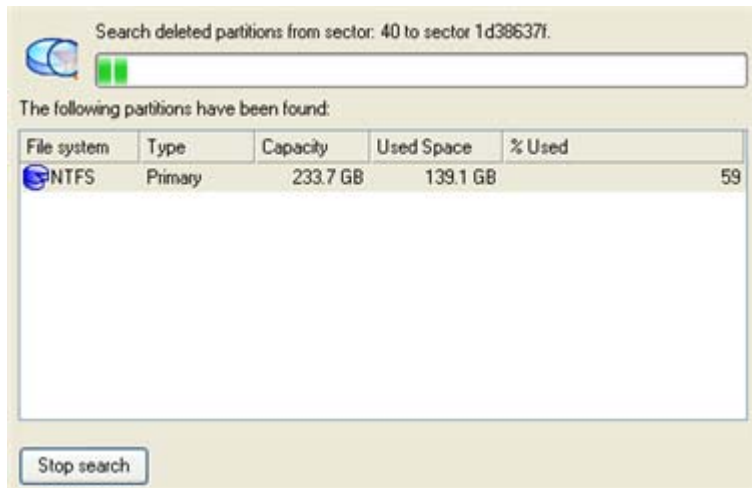 Search deleted partitions from sector: 40 to sector 1d38637f.
The following partitions have been found:
File system Type Capacity Used Space % Used
NTFS Primary 233.7 GB 139.1 GB 59
Stop search